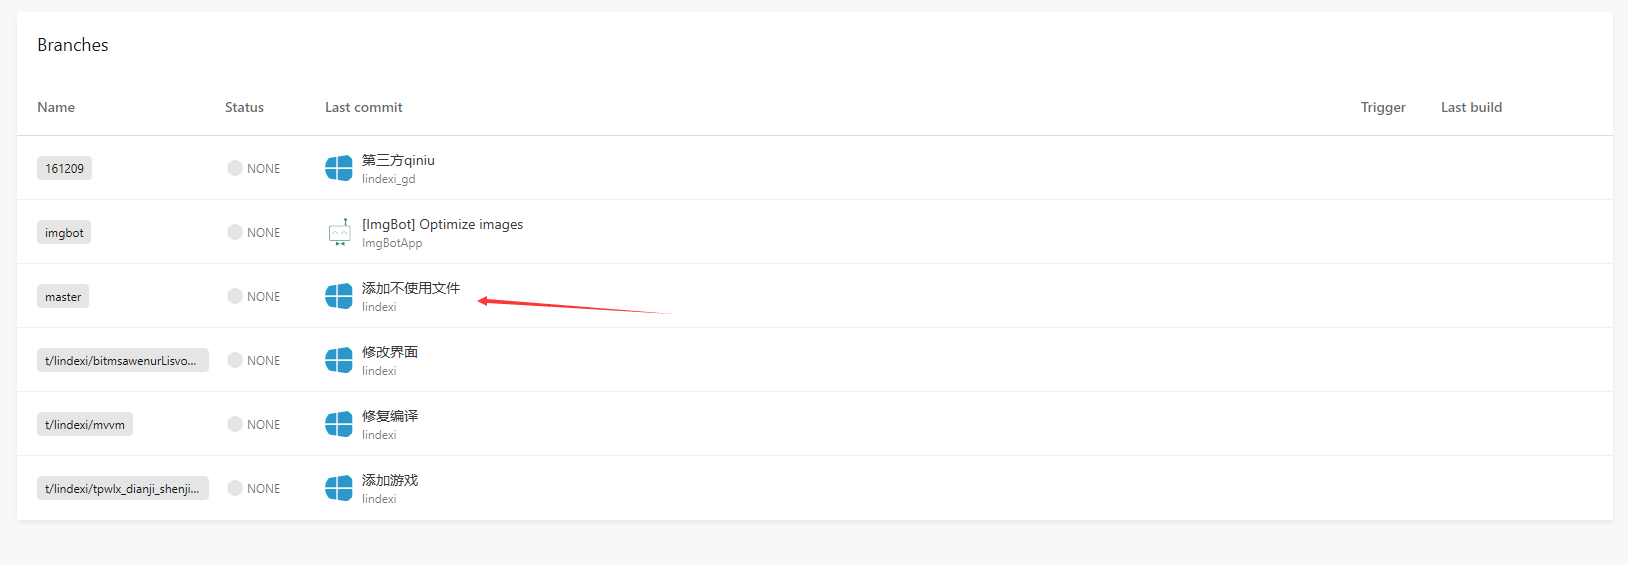 Branches
Name Status Last commit Trigger Last build
161209 NONE 第三方qiniu
lindexi_gd
imgbot NONE [ImgBot] Optimize images
ImgBotApp
master NONE 添加不使用文件
lindexi
t/lindexi/bitmsawenurLisvo... NONE 修改界面
lindexi
t/lindexi/mvvm NONE 修复编译
lindexi
t/lindexi/tpwlx_dianji_shenji... NONE 添加游戏
lindexi